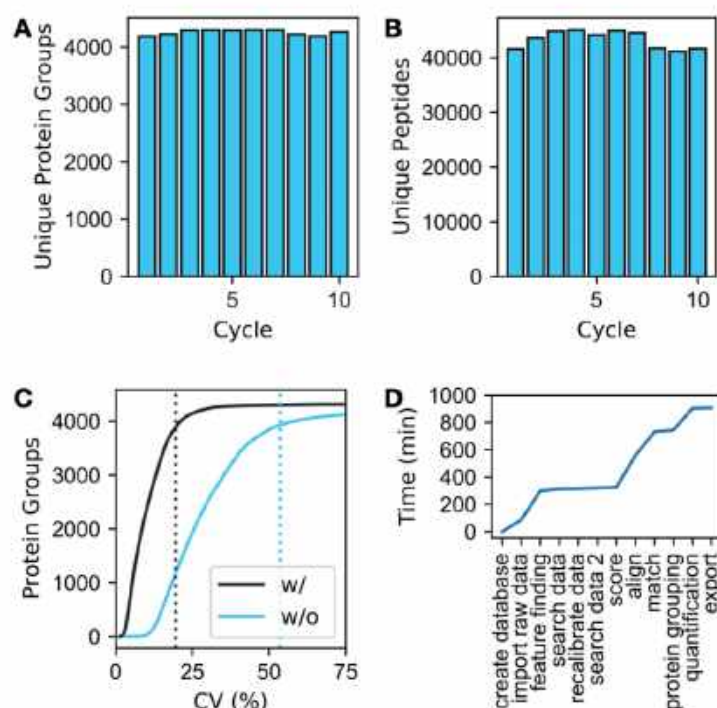 A
Unique Protein Groups
4000
3000
2000
1000
0
5
10
Cycle
B
Unique Peptides
40000
30000
20000
10000
0
5
10
Cycle
C
Protein Groups
4000
3000
2000
1000
0
0
25
50
75
CV (%)
w/
w/o
D
Time (min)
1000
800
600
400
200
0
create database
import raw data
feature finding
search data
recalibrate data
search data 2
score
align
match
protein grouping
quantification
export